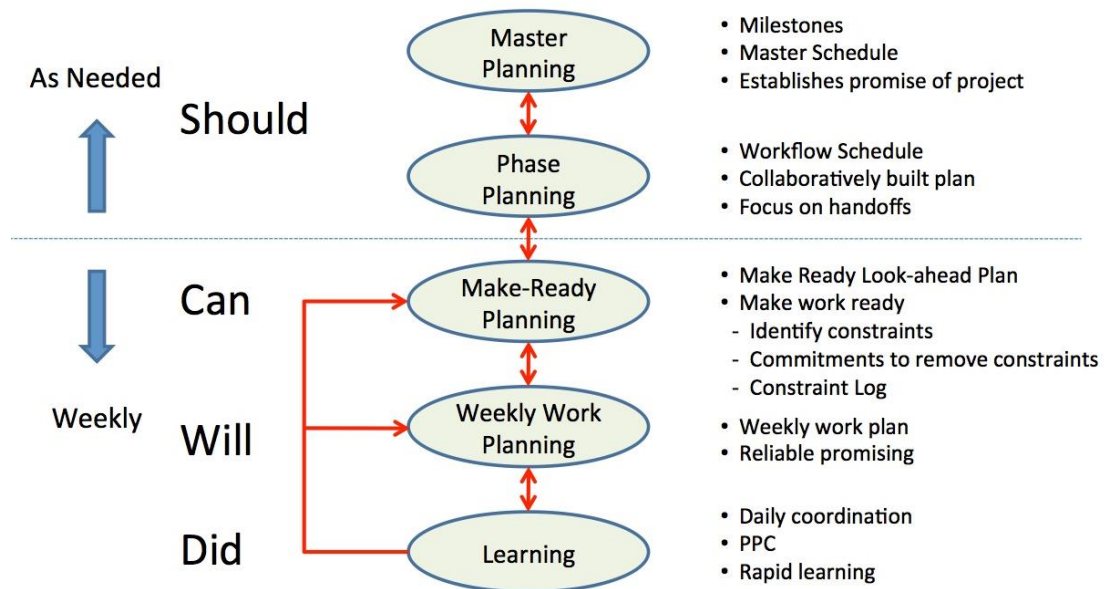 As Needed
Should
Master
Planning
• Milestones
• Master Schedule
• Establishes promise of project
Phase
Planning
• Workflow Schedule
• Collaboratively built plan
• Focus on handoffs
Can
Make-Ready
Planning
• Make Ready Look-ahead Plan
• Make work ready
- Identify constraints
- Commitments to remove constraints
- Constraint Log
Weekly
Will
Weekly Work
Planning
• Weekly work plan
• Reliable promising
Did
Learning
• Daily coordination
• PPC
• Rapid learning